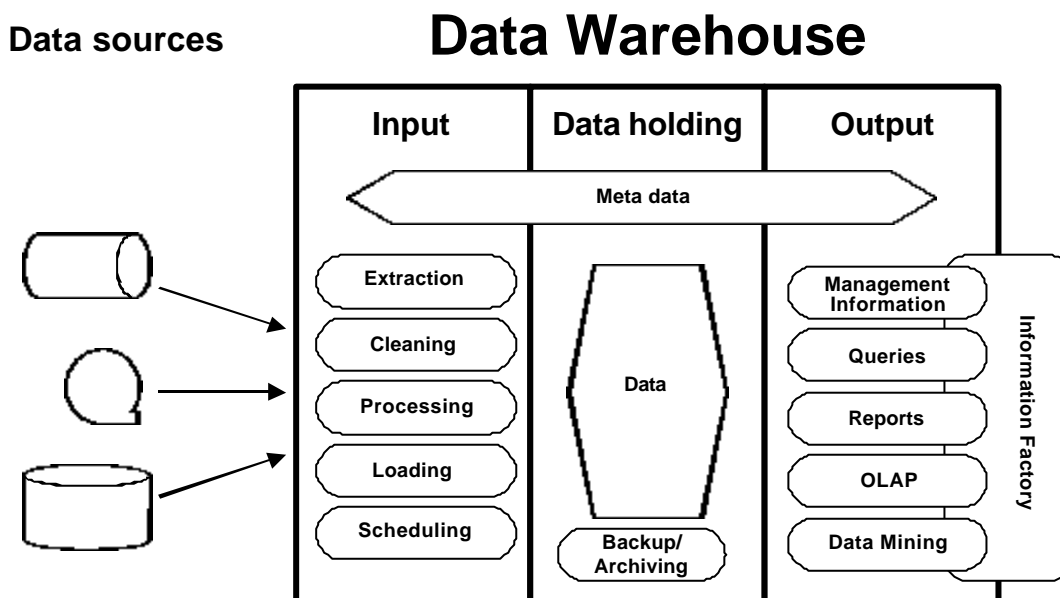 Data sources
Data Warehouse
Input
Data holding
Output
Meta data
Extraction
Cleaning
Processing
Loading
Scheduling
Data
Backup/
Archiving
Management
Information
Queries
Reports
OLAP
Data Mining
Information Factory